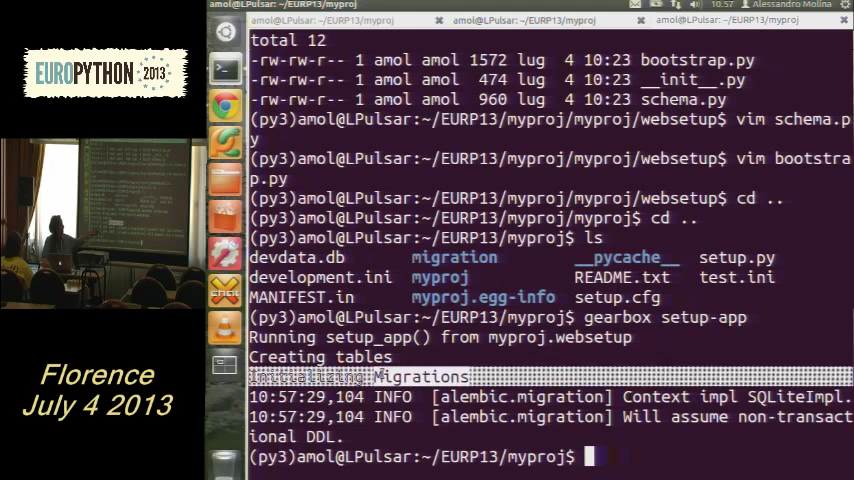 amol@LPulsar: ~/EURP13/myproj
10:57
Alessandro Molina
amol@LPulsar: ~/EURP13/myproj
amol@LPulsar: ~/EURP13/myproj
amol@LPulsar: ~/EURP13/myproj
EUROPYTHON 2013
total 12
-rw-rw-r-- 1 amol amol 1572 lug  4 10:23 bootstrap.py
-rw-rw-r-- 1 amol amol  474 lug  4 10:23 __init__.py
-rw-rw-r-- 1 amol amol  960 lug  4 10:23 schema.py
(py3)amol@LPulsar:~/EURP13/myproj/myproj/websetup$ vim schema.p
y
(py3)amol@LPulsar:~/EURP13/myproj/myproj/websetup$ vim bootstra
p.py
(py3)amol@LPulsar:~/EURP13/myproj/myproj/websetup$ cd ..
(py3)amol@LPulsar:~/EURP13/myproj/myproj$ cd ..
(py3)amol@LPulsar:~/EURP13/myproj$ ls
devdata.db migration __pycache__ setup.py
development.ini myproj README.txt test.ini
MANIFEST.in myproj.egg-info setup.cfg
(py3)amol@LPulsar:~/EURP13/myproj$ gearbox setup-app
Running setup_app() from myproj.websetup
Creating tables
Initializing Migrations
10:57:29,104 INFO  [alembic.migration] Context impl SQLiteImpl.
10:57:29,104 INFO  [alembic.migration] Will assume non-transact
ional DDL.
(py3)amol@LPulsar:~/EURP13/myproj$
Florence
July 4 2013